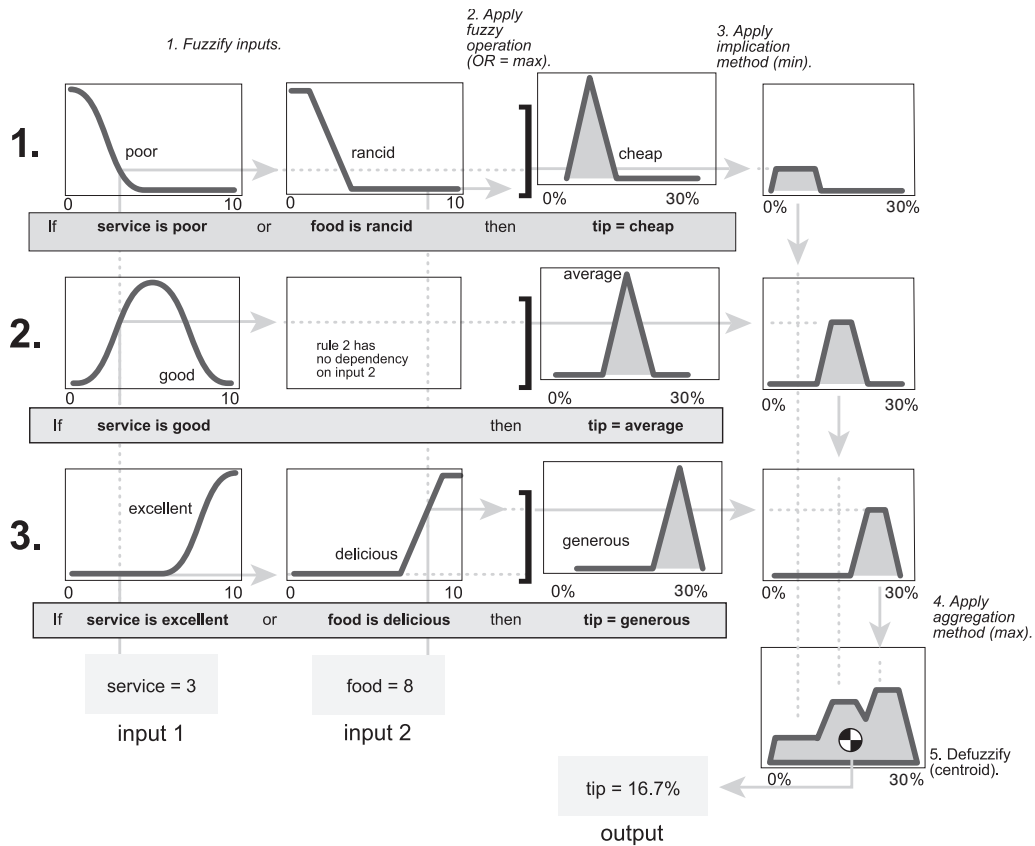 1. Fuzzify inputs.
2. Apply
fuzzy
operation
(OR = max).
3. Apply
implication
method (min).
1.
poor
0 10
rancid
0 10
cheap
0% 30%
0% 30%
If service is poor or food is rancid then tip = cheap
2.
good
0 10
rule 2 has
no dependency
on input 2
average
0% 30%
0% 30%
If service is good then tip = average
3.
excellent
0 10
delicious
0 10
generous
0% 30%
0% 30%
If service is excellent or food is delicious then tip = generous
4. Apply
aggregation
method (max).
service = 3
input 1
food = 8
input 2
0% 30%
5. Defuzzify
(centroid).
tip = 16.7%
output